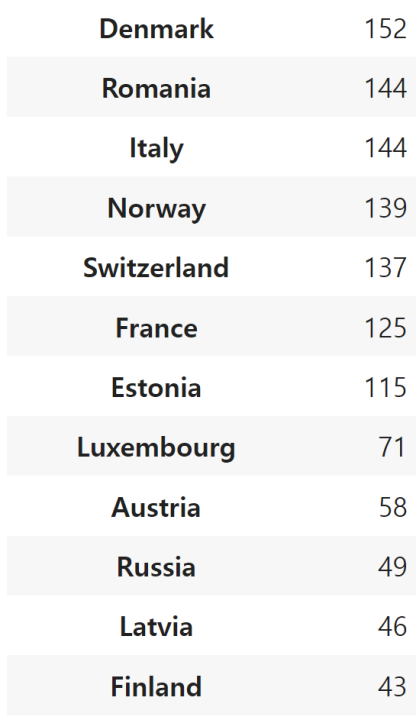 Denmark 152
Romania 144
Italy 144
Norway 139
Switzerland 137
France 125
Estonia 115
Luxembourg 71
Austria 58
Russia 49
Latvia 46
Finland 43